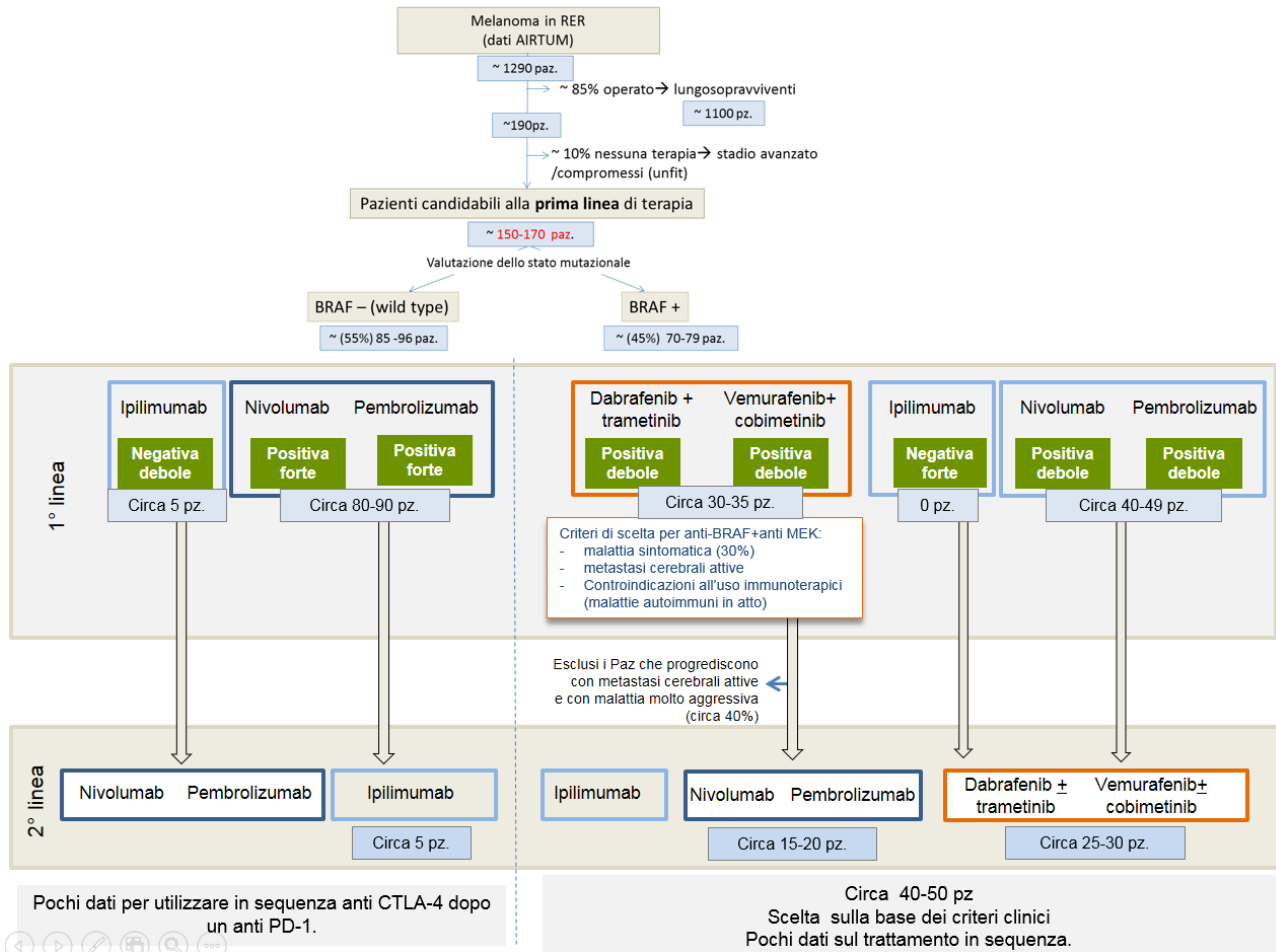 Melanoma in RER
(dati AIRTUM)
~ 1290 paz.
~ 85% operato→ lungosopravviventi
~ 1100 pz.
~190pz.
~ 10% nessuna terapia→ stadio avanzato
/compromessi (unfit)
Pazienti candidabili alla prima linea di terapia
~ 150-170 paz.
Valutazione dello stato mutazionale
BRAF – (wild type)
BRAF +
~ (55%) 85 -96 paz.
~ (45%) 70-79 paz.
1° linea
Ipilimumab
Negativa
debole
Circa 5 pz.
Nivolumab Pembrolizumab
Positiva
forte
Positiva
forte
Circa 80-90 pz.
Dabrafenib +
trametinib
Vemurafenib+
cobimetinib
Positiva
debole
Positiva
debole
Circa 30-35 pz.
Criteri di scelta per anti-BRAF+anti MEK:
- malattia sintomatica (30%)
- metastasi cerebrali attive
- Controindicazioni all'uso immunoterapici
(malattie autoimmuni in atto)
Ipilimumab
Negativa
forte
0 pz.
Nivolumab Pembrolizumab
Positiva
debole
Positiva
debole
Circa 40-49 pz.
Esclusi i Paz che progrediscono
con metastasi cerebrali attive
e con malattia molto aggressiva
(circa 40%)
2° linea
Nivolumab Pembrolizumab
Ipilimumab
Circa 5 pz.
Ipilimumab
Nivolumab Pembrolizumab
Circa 15-20 pz.
Dabrafenib ±
trametinib
Vemurafenib±
cobimetinib
Circa 25-30 pz.
Pochi dati per utilizzare in sequenza anti CTLA-4 dopo
un anti PD-1.
Circa 40-50 pz
Scelta sulla base dei criteri clinici
Pochi dati sul trattamento in sequenza.